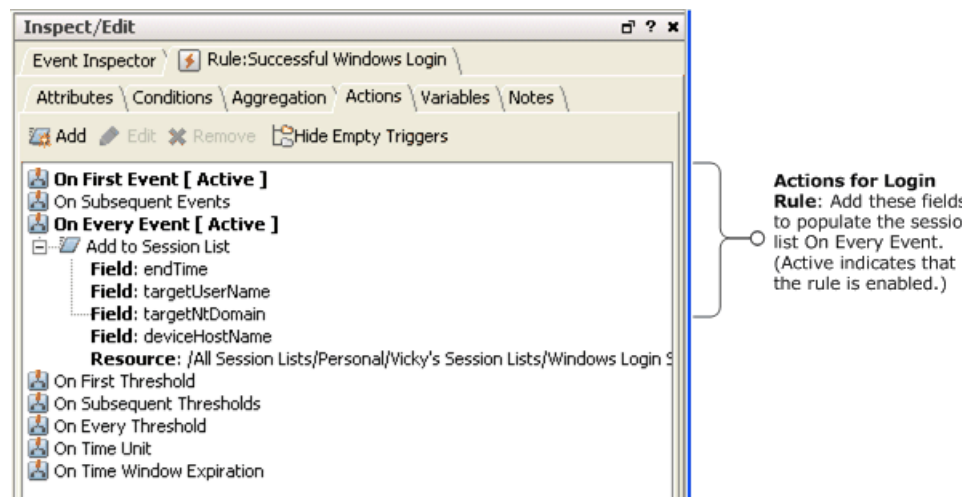 Inspect/Edit
Event Inspector Rule:Successful Windows Login
Attributes Conditions Aggregation Actions Variables Notes
Add Edit Remove Hide Empty Triggers
On First Event [ Active ]
On Subsequent Events
On Every Event [ Active ]
Add to Session List
Field: endTime
Field: targetUserName
Field: targetNtDomain
Field: deviceHostName
Resource: /All Session Lists/Personal/Vicky's Session Lists/Windows Login S
On First Threshold
On Subsequent Thresholds
On Every Threshold
On Time Unit
On Time Window Expiration
Actions for Login
Rule: Add these fields
to populate the sessio
list On Every Event.
(Active indicates that
the rule is enabled.)